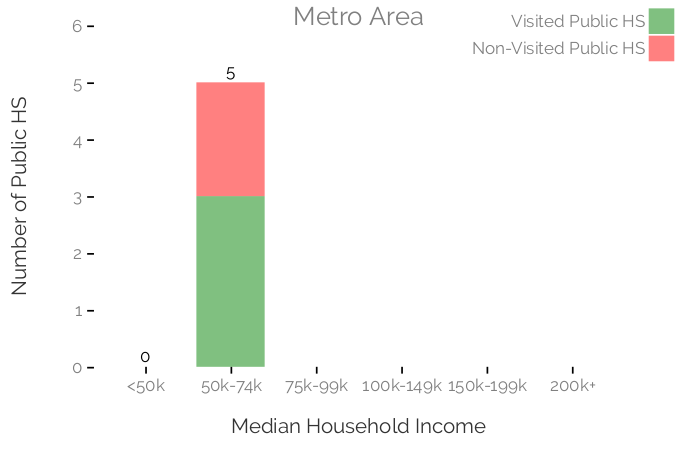 Metro Area
Visited Public HS
Non-Visited Public HS
Number of Public HS
6
5
4
3
2
1
0
5
0
<50k
50k-74k
75k-99k
100k-149k
150k-199k
200k+
Median Household Income